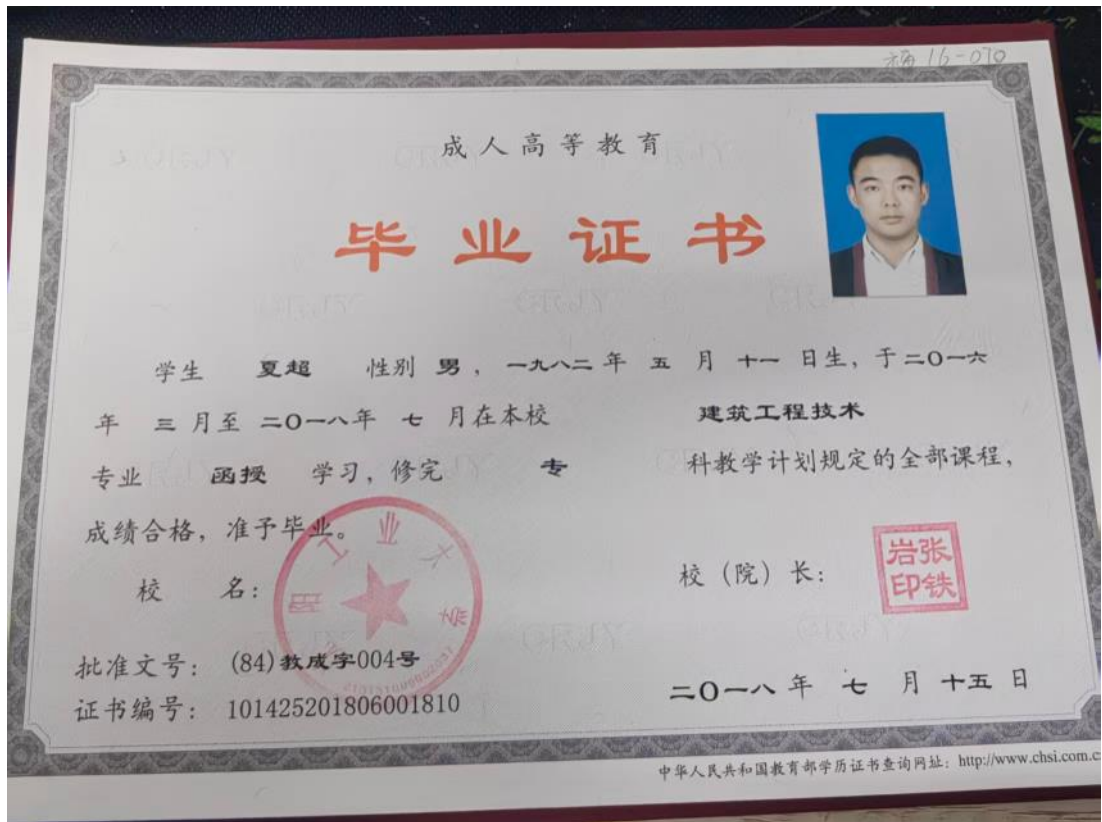 16-070
成人高等教育
毕业证书
学生 夏超 性别 男，一九八二年 五 月 十一 日生，于二〇一六
年 三 月至 二〇一八年 七 月在本校 建筑工程技术
专业 函授 学习，修完 专 科教学计划规定的全部课程，
成绩合格，准予毕业。
校 名：
阳工业大学
校（院）长：
张铁
岩印
批准文号：(84)教成字004号
证书编号：101425201806001810
二〇一八 年 七 月 十五 日
中华人民共和国教育部学历证书查询网址：http://www.chsi.com.c